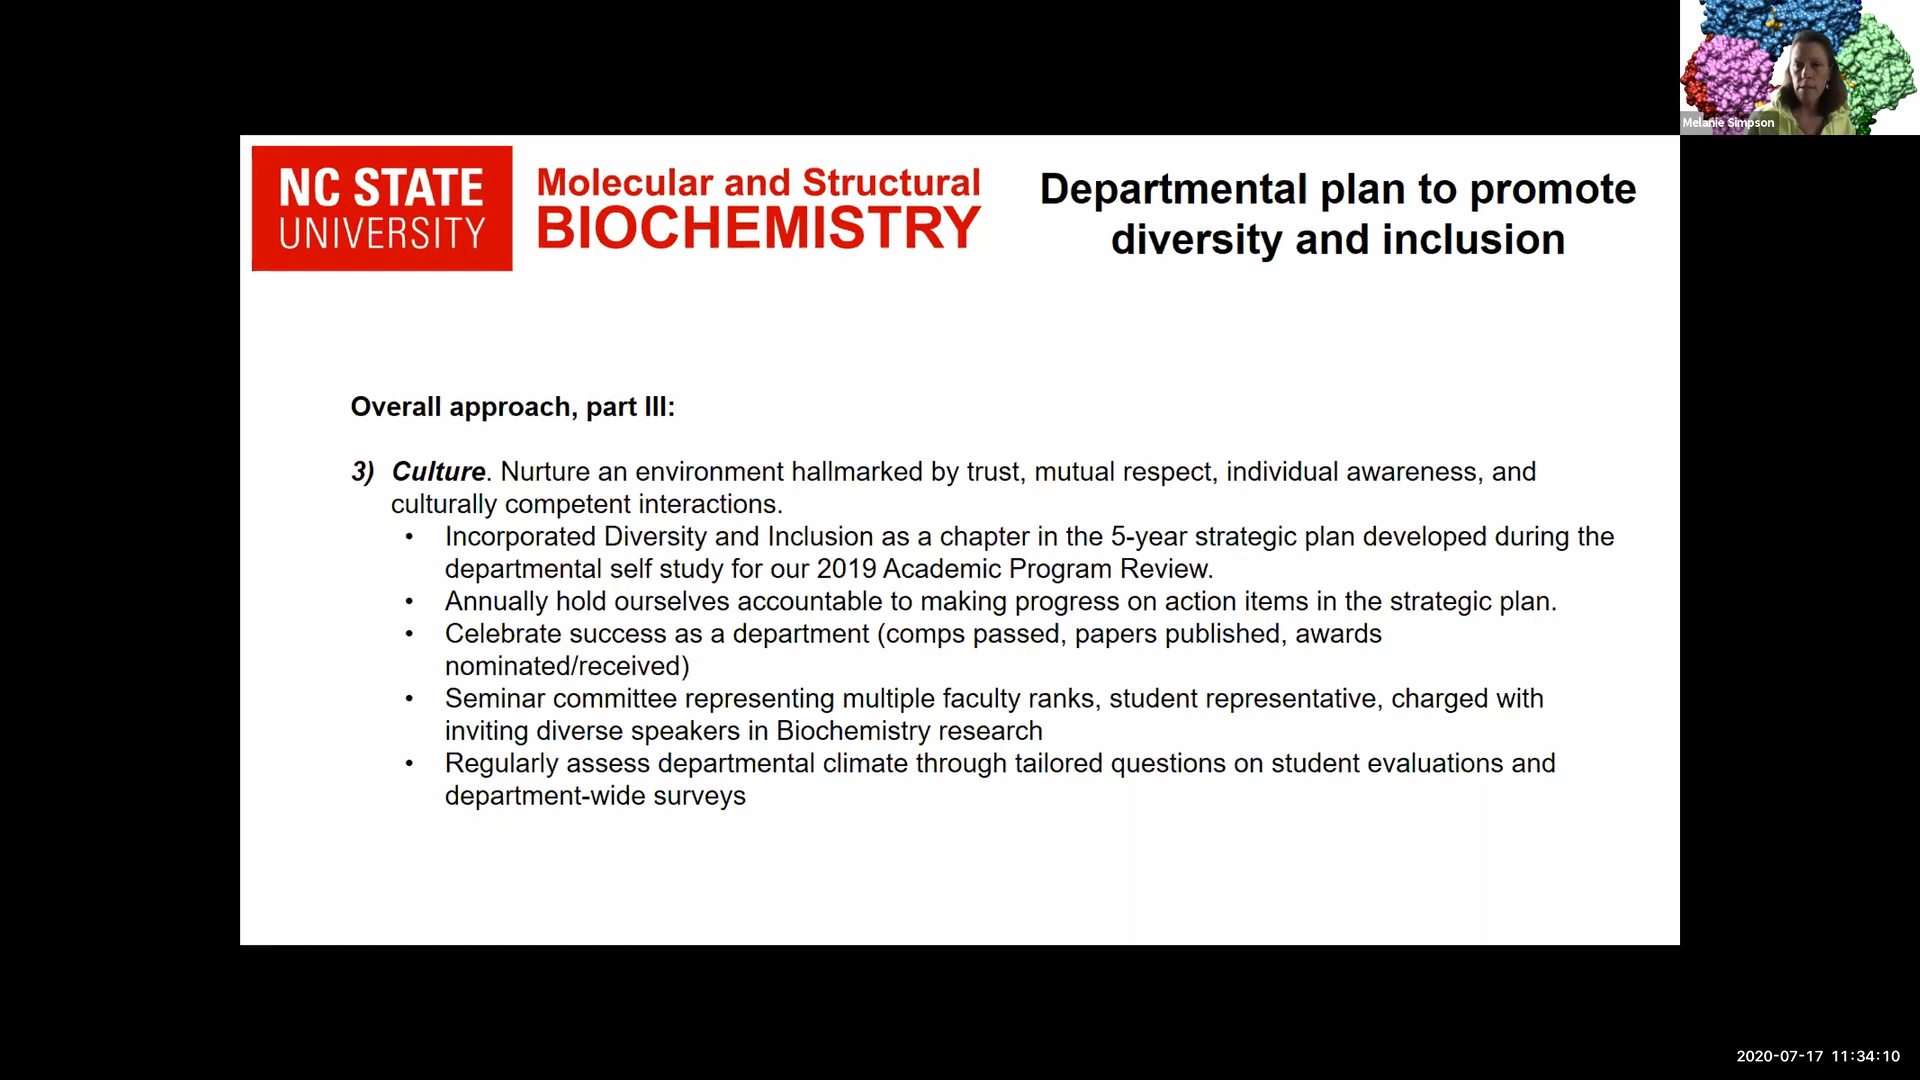 Melanie Simpson
NC STATE
UNIVERSITY
Molecular and Structural
BIOCHEMISTRY
Departmental plan to promote
diversity and inclusion
Overall approach, part III:
3) Culture. Nurture an environment hallmarked by trust, mutual respect, individual awareness, and
culturally competent interactions.
• Incorporated Diversity and Inclusion as a chapter in the 5-year strategic plan developed during the
departmental self study for our 2019 Academic Program Review.
• Annually hold ourselves accountable to making progress on action items in the strategic plan.
• Celebrate success as a department (comps passed, papers published, awards
nominated/received)
• Seminar committee representing multiple faculty ranks, student representative, charged with
inviting diverse speakers in Biochemistry research
• Regularly assess departmental climate through tailored questions on student evaluations and
department-wide surveys
2020-07-17 11:34:10